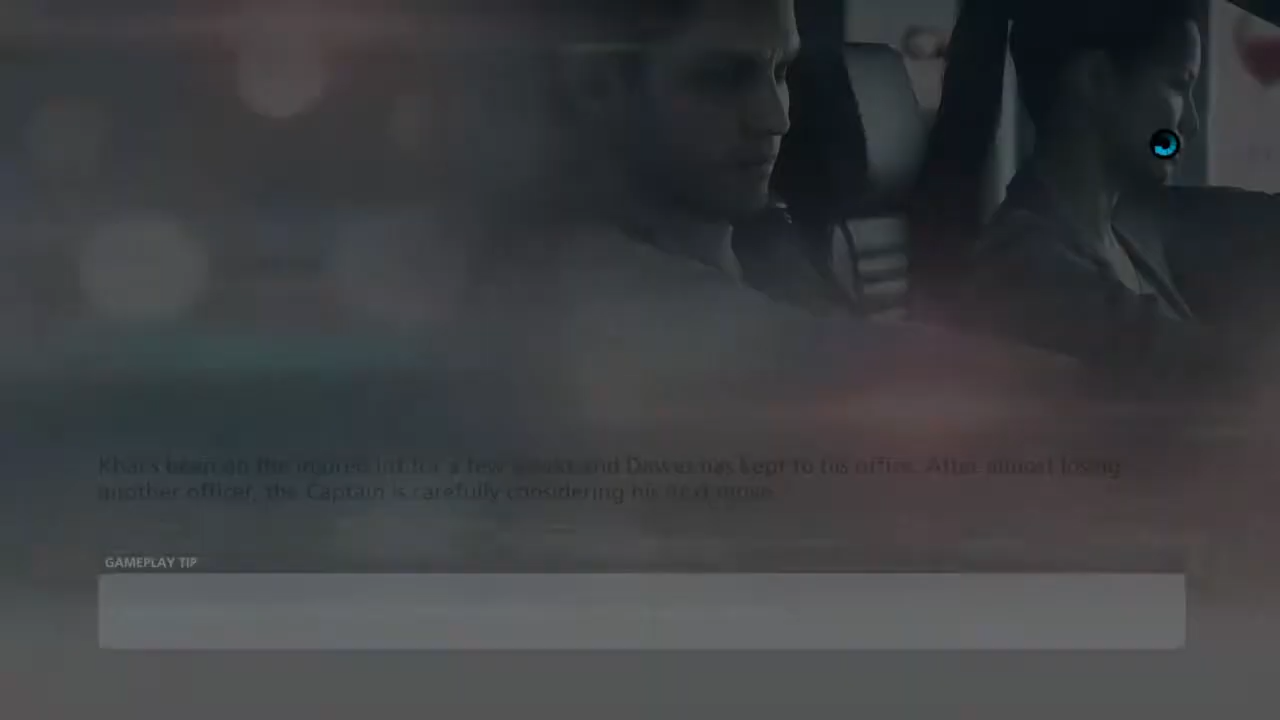 Khai's been on the injured list for a few weeks and Dawes has kept to his office. After almost losing
another officer, the Captain is carefully considering his next move.
GAMEPLAY TIP